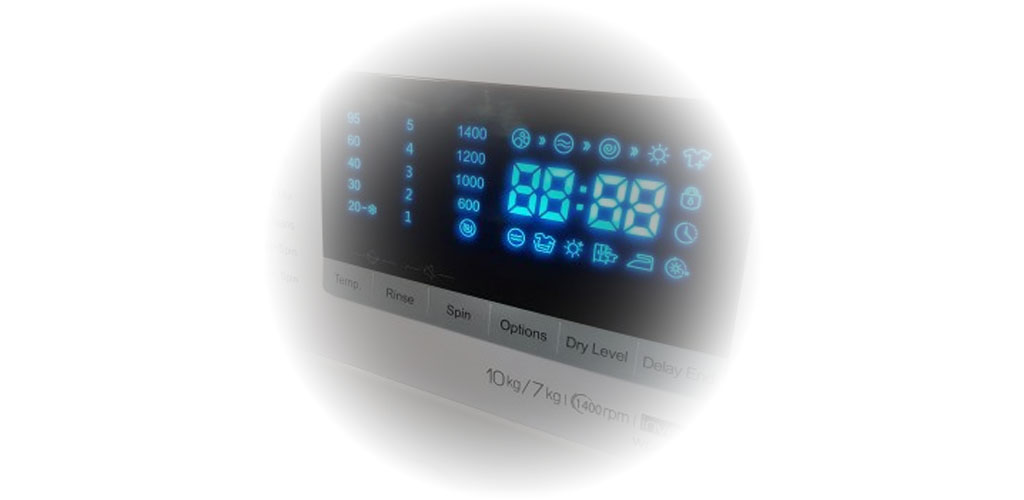 95 5 1400
60 4 1200
40 3 1000
30 2 600
20-❄ 1
88:88
Temp. Rinse Spin Options Dry Level Delay
10kg/7kg | 1400rpm |
Spin